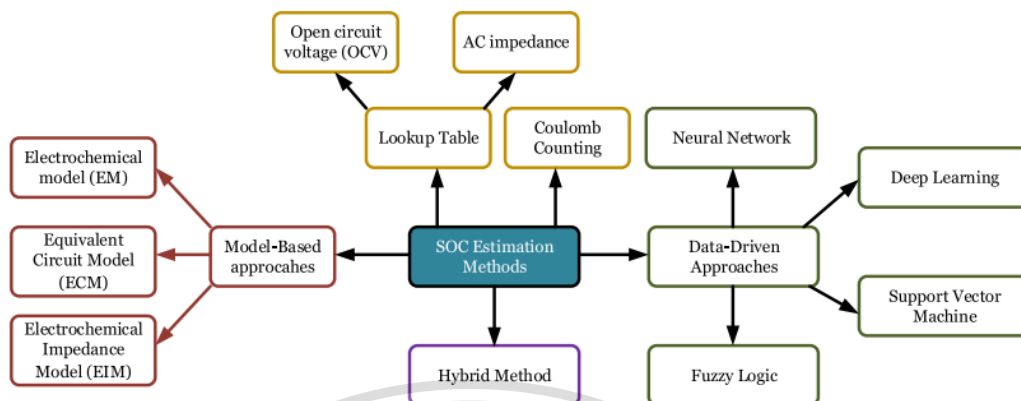 Open circuit
voltage (OCV)
AC impedance
Lookup Table
Coulomb
Counting
Neural Network
Electrochemical
model (EM)
Deep Learning
Equivalent
Circuit Model
(ECM)
Model-Based
approcahes
SOC Estimation
Methods
Data-Driven
Approaches
Support Vector
Machine
Electrochemical
Impedance
Model (EIM)
Hybrid Method
Fuzzy Logic